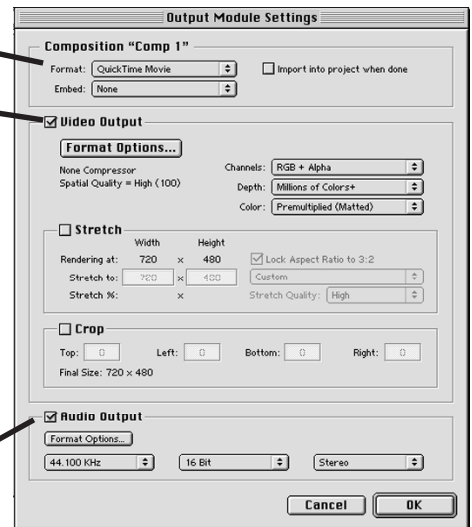 Output Module Settings
Composition “Comp 1”
Format: QuickTime Movie
Import into project when done
Embed: None
Video Output
Format Options...
None Compressor
Spatial Quality = High (100)
Channels: RGB + Alpha
Depth: Millions of Colors+
Color: Premultiplied (Matted)
Stretch
Width Height
Rendering at: 720 x 480
Lock Aspect Ratio to 3:2
Stretch to: 720 x 480
Custom
Stretch %: x
Stretch Quality: High
Crop
Top: 0 Left: 0 Bottom: 0 Right: 0
Final Size: 720 x 480
Audio Output
Format Options...
44.100 KHz 16 Bit Stereo
Cancel OK